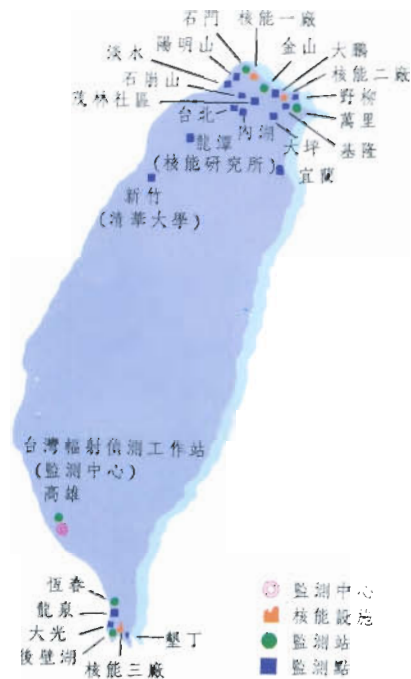 石門
核能一廠
陽明山
金山
淡水
大鵬
石崩山
核能二廠
茂林社區
野柳
台北
萬里
內湖
龍潭
大坪
基隆
(核能研究所)
宜蘭
新竹
(清華大學)
台灣輻射偵測工作站
(監測中心)
高雄
恆春
龍泉
大光
墾丁
後壁湖
核能三廠
監測中心
核能設施
監測站
監測點